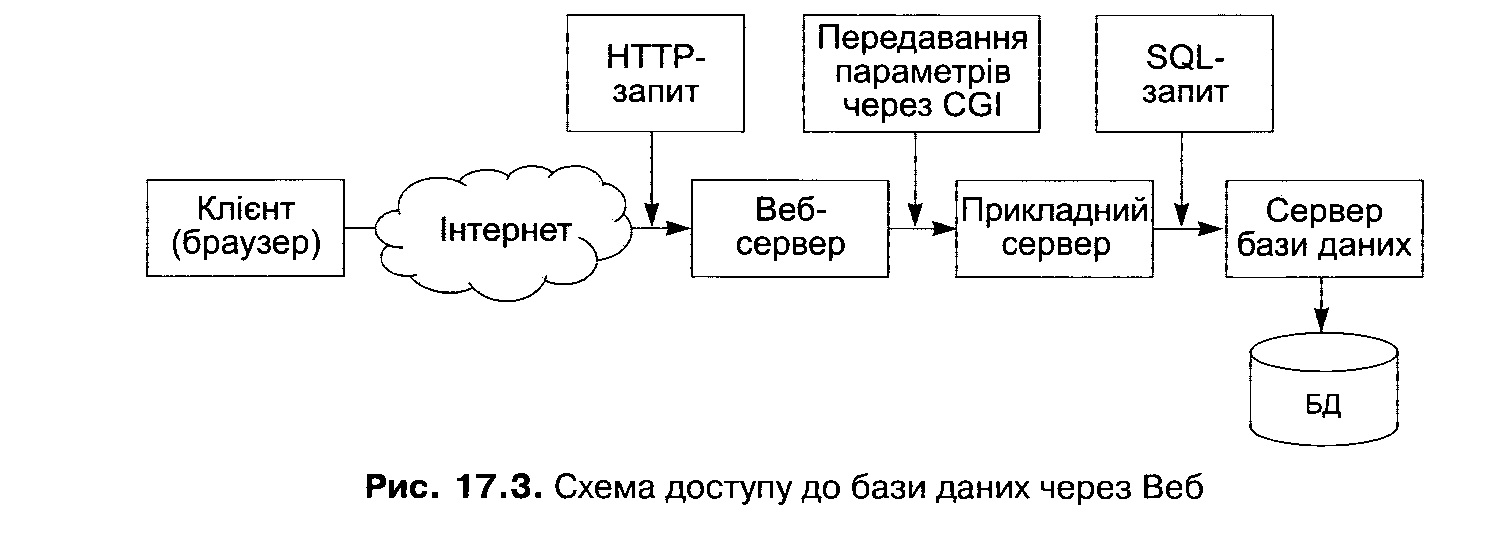 HTTP-
запит
Передавання
параметрів
через CGI
SQL-
запит
Клієнт
(браузер)
Інтернет
Веб-
сервер
Прикладний
сервер
Сервер
бази даних
БД
Рис. 17.3. Схема доступу до бази даних через Веб